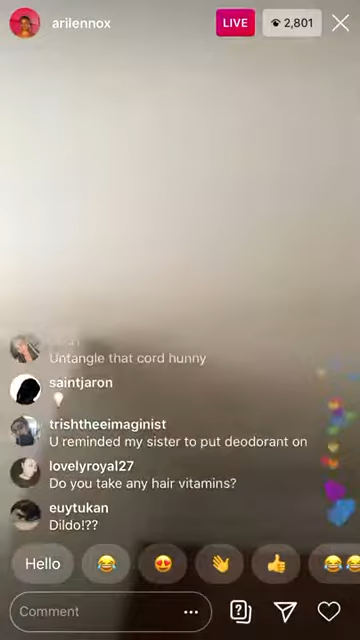 arilennox
LIVE
2,801
Untangle that cord hunny
saintjaron
trishtheeimaginist
U reminded my sister to put deodorant on
lovelyroyal27
Do you take any hair vitamins?
euytukan
Dildo!??
Hello
Comment